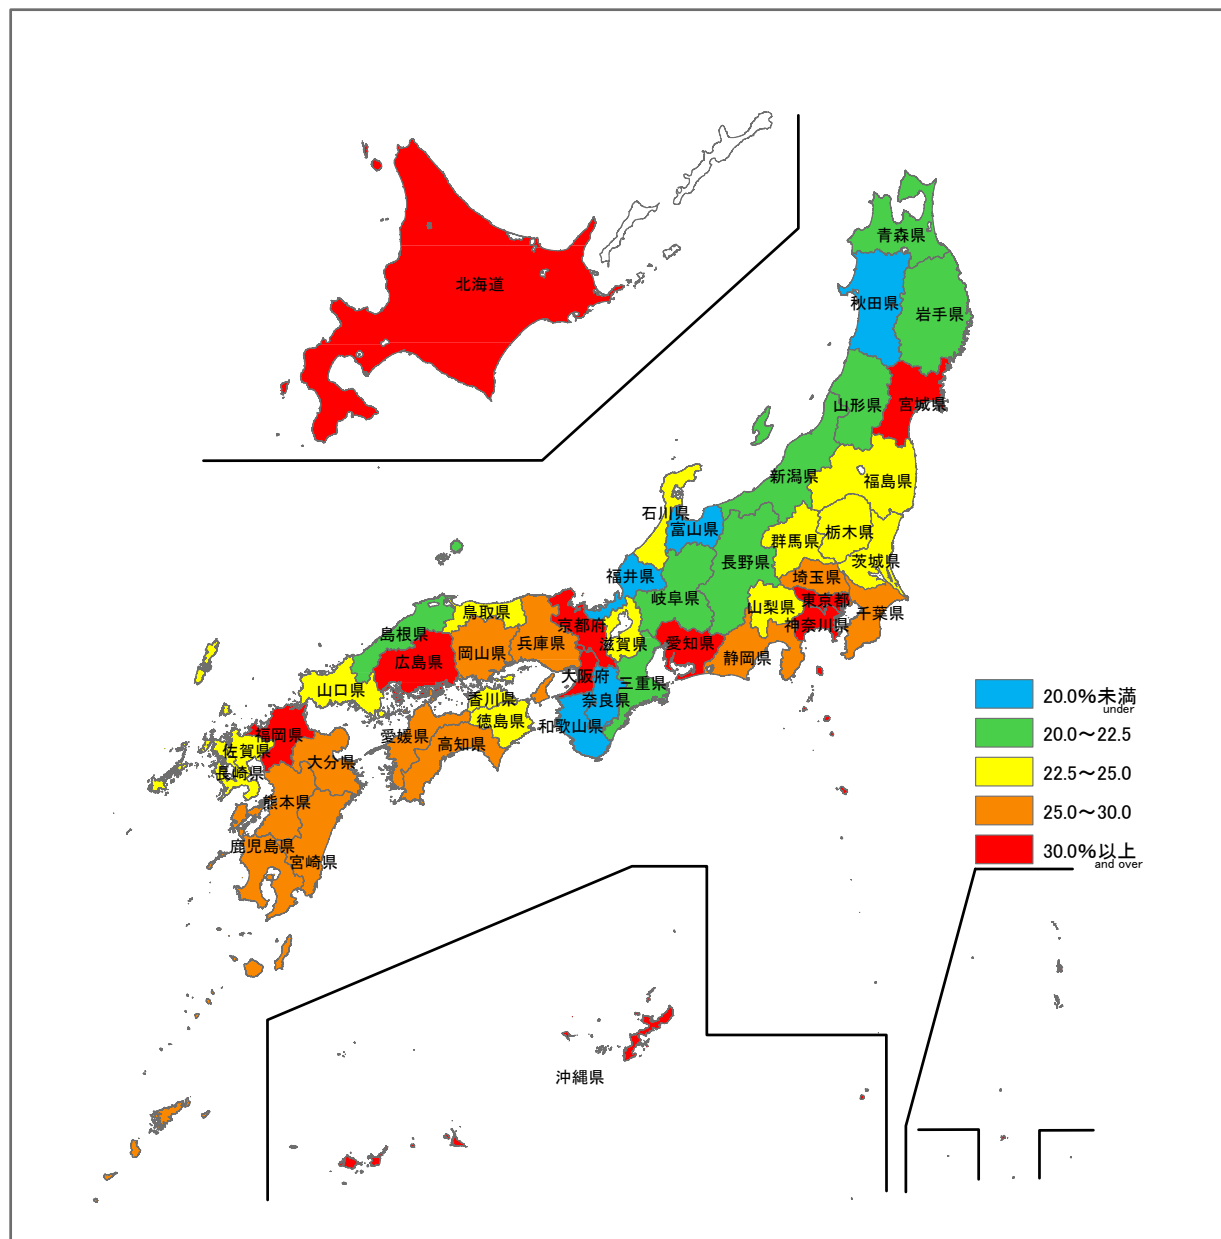 北海道
青森県
秋田県
岩手県
山形県
宮城県
新潟県
福島県
石川県
富山県
栃木県
群馬県
茨城県
長野県
福井県
埼玉県
岐阜県
東京都
山梨県
千葉県
鳥取県
京都府
神奈川県
島根県
兵庫県
滋賀県
愛知県
岡山県
静岡県
広島県
大阪府
三重県
山口県
香川県
奈良県
徳島県
和歌山県
福岡県
愛媛県
高知県
佐賀県
大分県
長崎県
熊本県
鹿児島県
宮崎県
沖縄県
20.0%未満
under
20.0～22.5
22.5～25.0
25.0～30.0
30.0%以上
and over